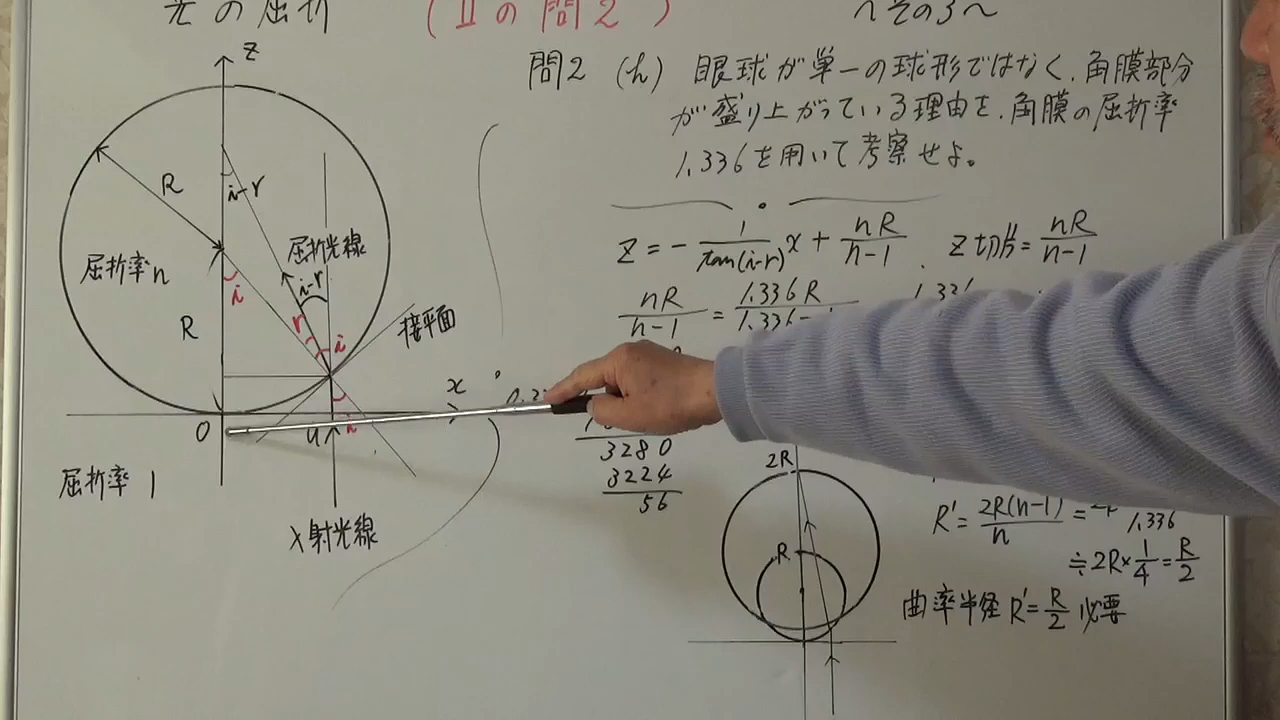 光の屈折 (IIの問2) 〜その3〜
問2 (h) 眼球が単一の球形ではなく、角膜部分
が盛り上がっている理由を、角膜の屈折率
1.336を用いて考察せよ。
z = - 1/tan(i-r) x + nR/(n-1) z切片 = nR/(n-1)
nR/(n-1) = 1.336R/1.336-
3280
3224
56
z
R
i-r
屈折光線
屈折率n
i
i-r
r
i
R
接平面
x
O
u
i
屈折率 1
入射光線
2R
R
R' = 2R(n-1)/n =
1.336
≒2R×1/4=R/2
曲率半径 R'=R/2 必要